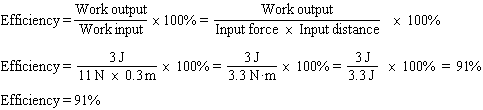 Efficiency = Work output / Work input × 100% = Work output / Input force × Input distance × 100%
Efficiency = 3 J / 11 N × 0.3 m × 100% = 3 J / 3.3 N·m × 100% = 3 J / 3.3 J × 100% = 91%
Efficiency = 91%